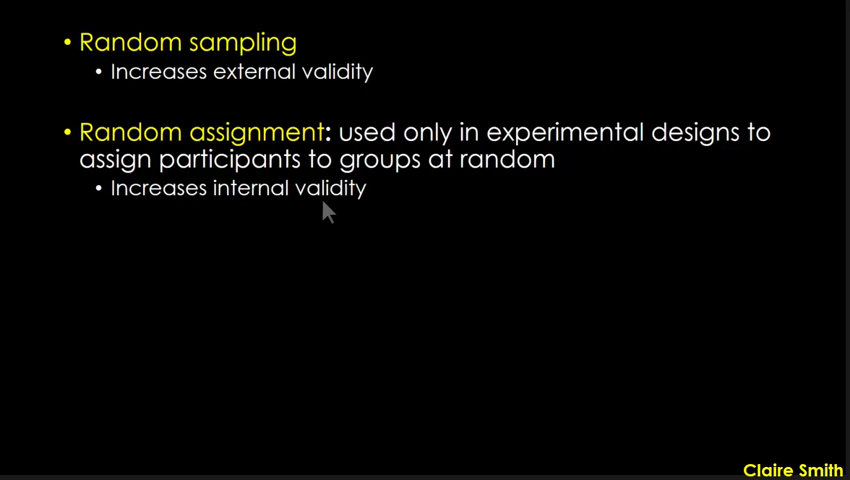 • Random sampling
• Increases external validity
• Random assignment: used only in experimental designs to
assign participants to groups at random
• Increases internal validity
Claire Smith